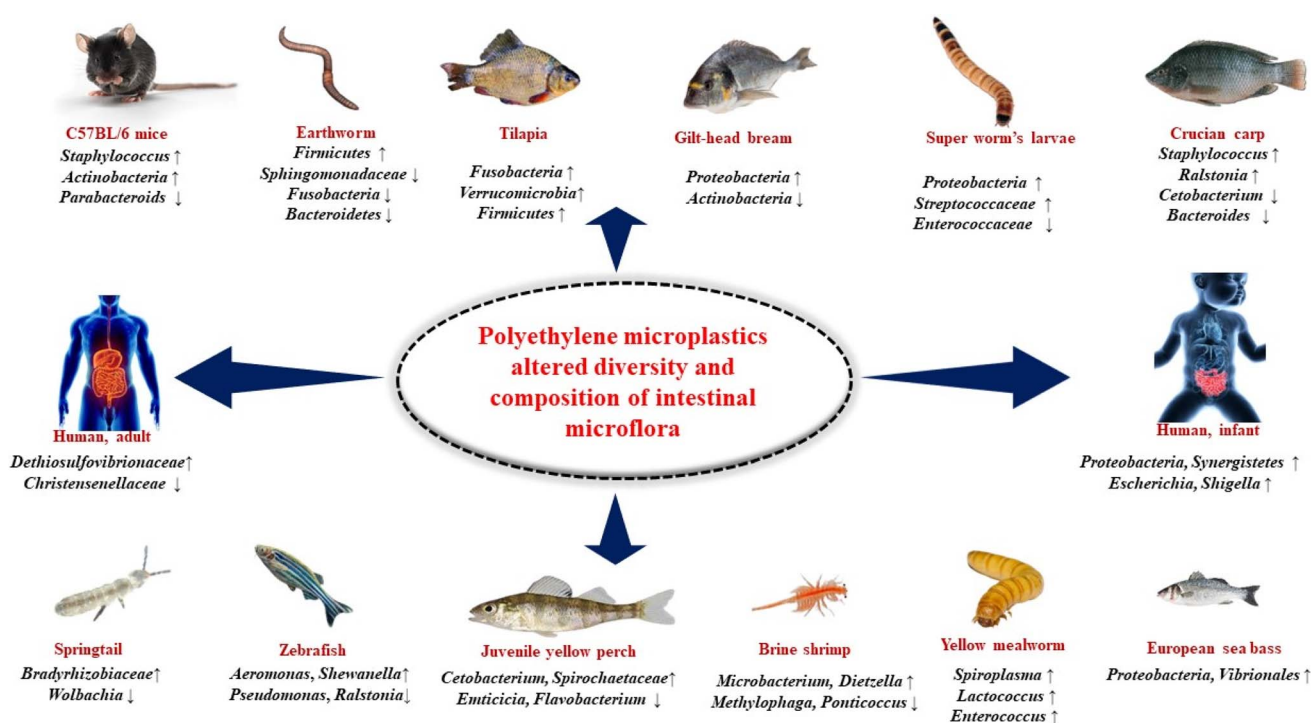 C57BL/6 mice
Staphylococcus ↑
Actinobacteria ↑
Parabacteroids ↓
Earthworm
Firmicutes ↑
Sphingomonadaceae ↓
Fusobacteria ↓
Bacteroidetes ↓
Tilapia
Fusobacteria ↑
Verrucomicrobia↑
Firmicutes ↑
Gilt-head bream
Proteobacteria ↑
Actinobacteria ↓
Super worm's larvae
Proteobacteria ↑
Streptococcaceae ↑
Enterococcaceae ↓
Crucian carp
Staphylococcus ↑
Ralstonia ↑
Cetobacterium ↓
Bacteroides ↓
Human, adult
Dethiosulfovibrionaceae↑
Christensenellaceae ↓
Polyethylene microplastics
altered diversity and
composition of intestinal
microflora
Human, infant
Proteobacteria, Synergistetes ↑
Escherichia, Shigella ↑
Springtail
Bradyrhizobiaceae↑
Wolbachia ↓
Zebrafish
Aeromonas, Shewanella↑
Pseudomonas, Ralstonia↓
Juvenile yellow perch
Cetobacterium, Spirochaetaceae↑
Emticicia, Flavobacterium ↓
Brine shrimp
Microbacterium, Dietzella ↑
Methylophaga, Ponticoccus ↓
Yellow mealworm
Spiroplasma ↑
Lactococcus ↑
Enterococcus ↑
European sea bass
Proteobacteria, Vibrionales ↑